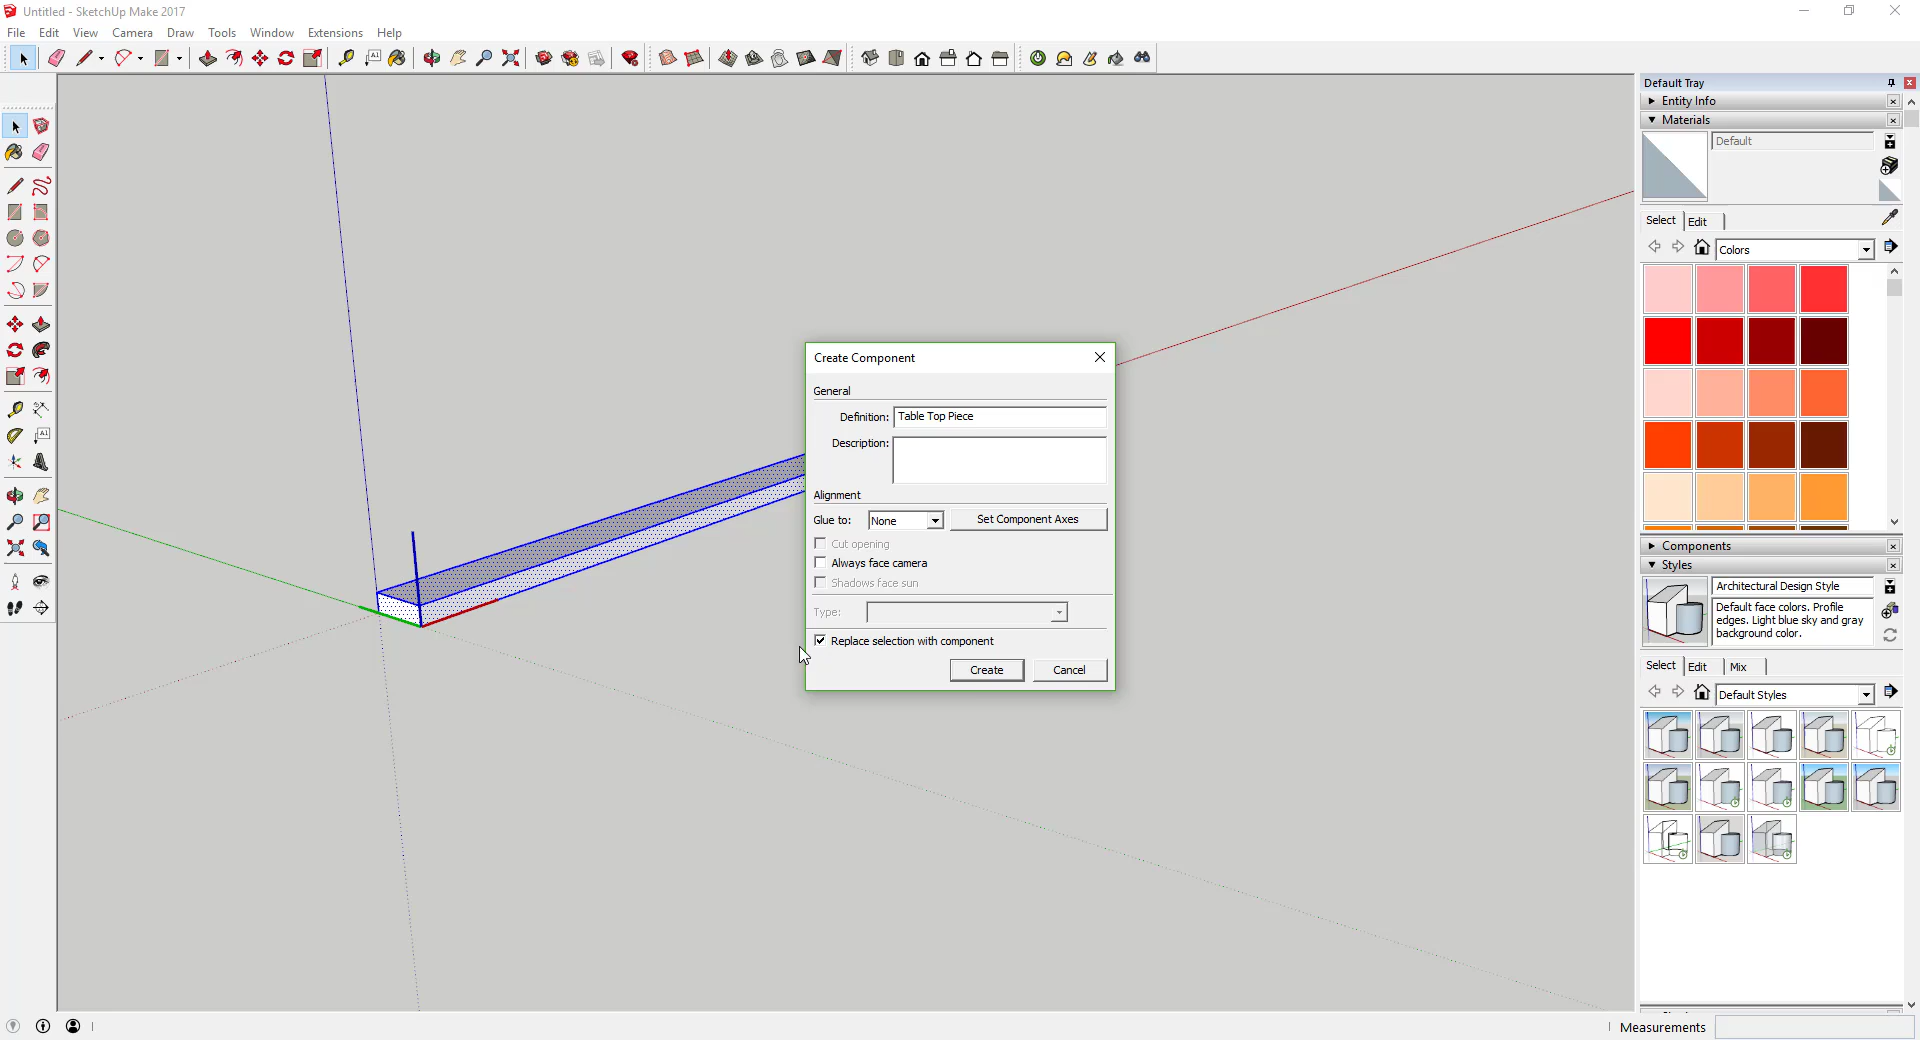 Untitled - SketchUp Make 2017
File Edit View Camera Draw Tools Window Extensions Help
Default Tray
Entity Info
Materials
Default
Select Edit
Colors
Create Component
General
Definition: Table Top Piece
Description:
Alignment
Glue to: None Set Component Axes
Cut opening
Always face camera
Shadows face sun
Type:
Replace selection with component
Create Cancel
Components
Styles
Architectural Design Style
Default face colors. Profile
edges. Light blue sky and gray
background color.
Select Edit Mix
Default Styles
Measurements